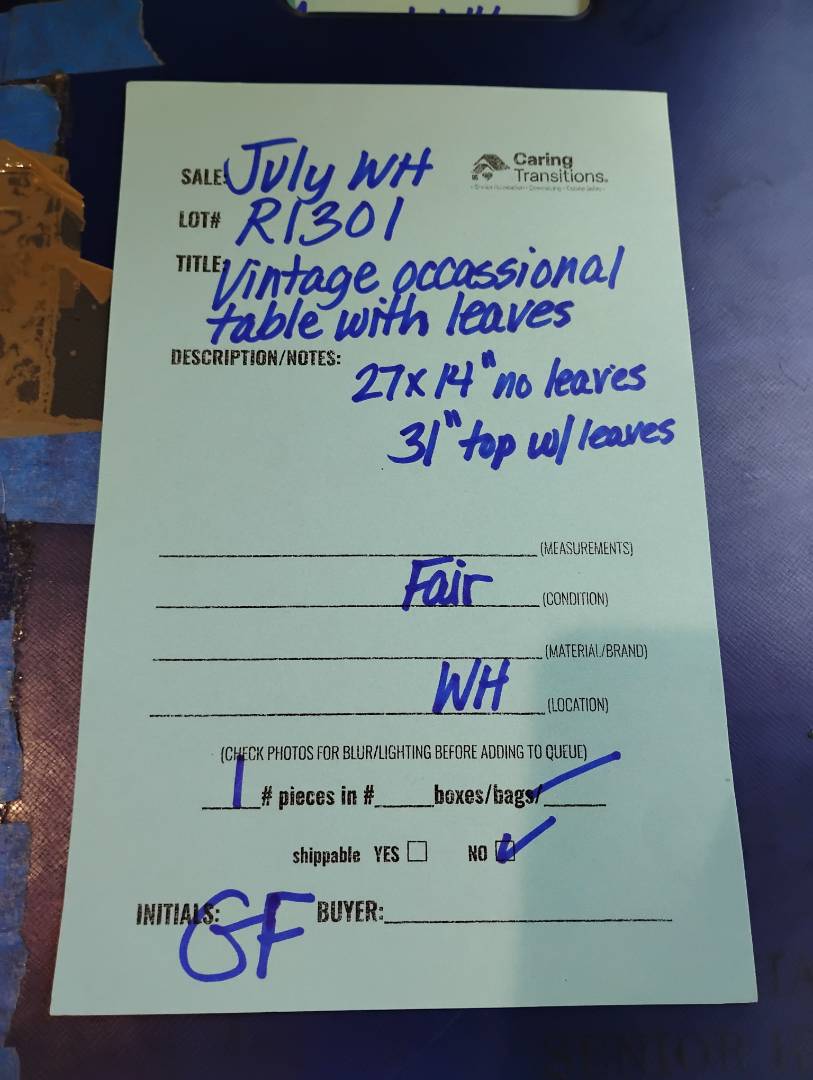 Caring
Transitions®
SALE: July WH
LOT# R1301
TITLE: Vintage occassional
table with leaves
DESCRIPTION/NOTES:
27x14" no leaves
31" top w/ leaves
(MEASUREMENTS)
Fair (CONDITION)
(MATERIAL/BRAND)
WH (LOCATION)
(CHECK PHOTOS FOR BLUR/LIGHTING BEFORE ADDING TO QUEUE)
1 # pieces in # boxes/bags/
shippable YES NO
INITIALS: GF BUYER:
SENIOR